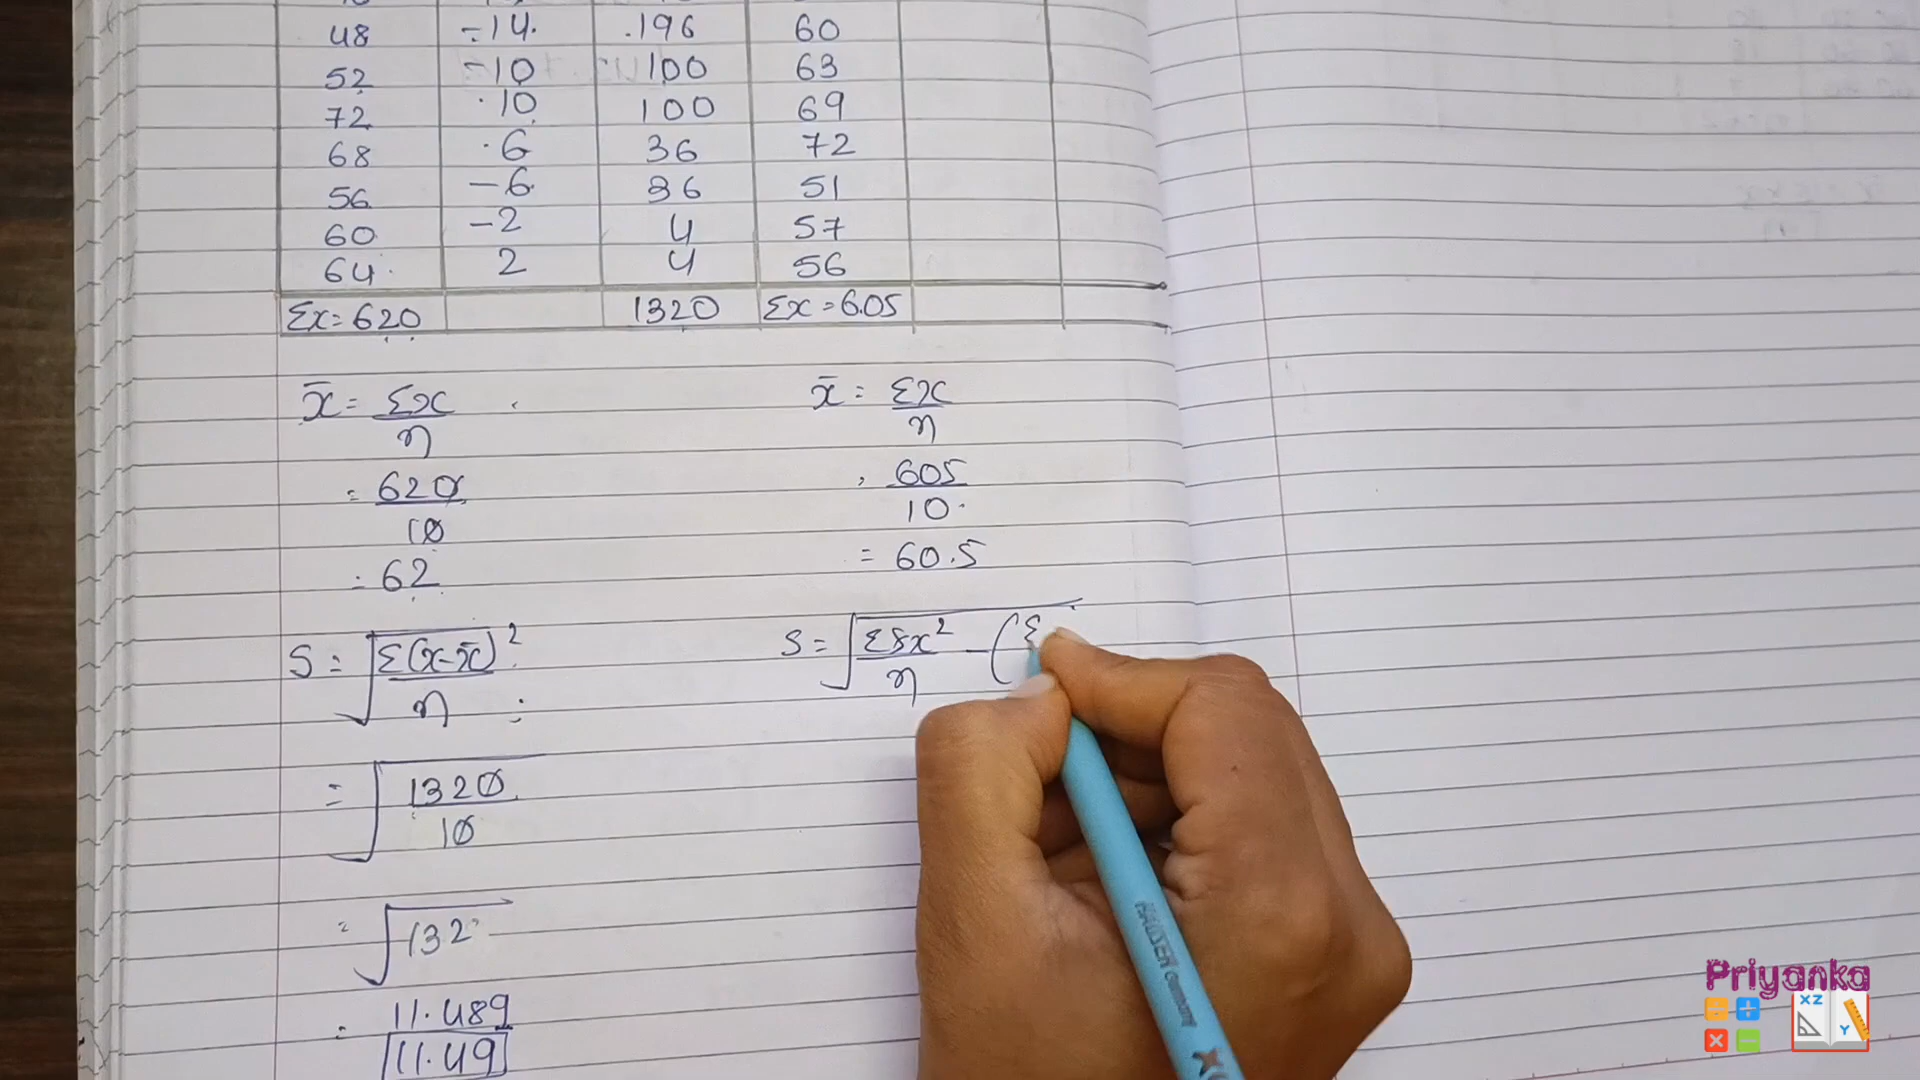 48 -14. .196 60
52 -10 100 63
72 .10 100 69
68 .6 36 72
56 -6. 36 51
60 -2 4 57
64. 2 4 56
Σx=620 1320 Σx=605
x̄ = Σx / n
= 620 / 10
= 62
S = √Σ(x-x̄)² / n
= √1320 / 10
= √132
= 11.489
11.49
x̄ = Σx / n
= 605 / 10.
= 60.5
S = √Σδx² / n - (Σ
HAUSER
XZ
Y
Priyanka